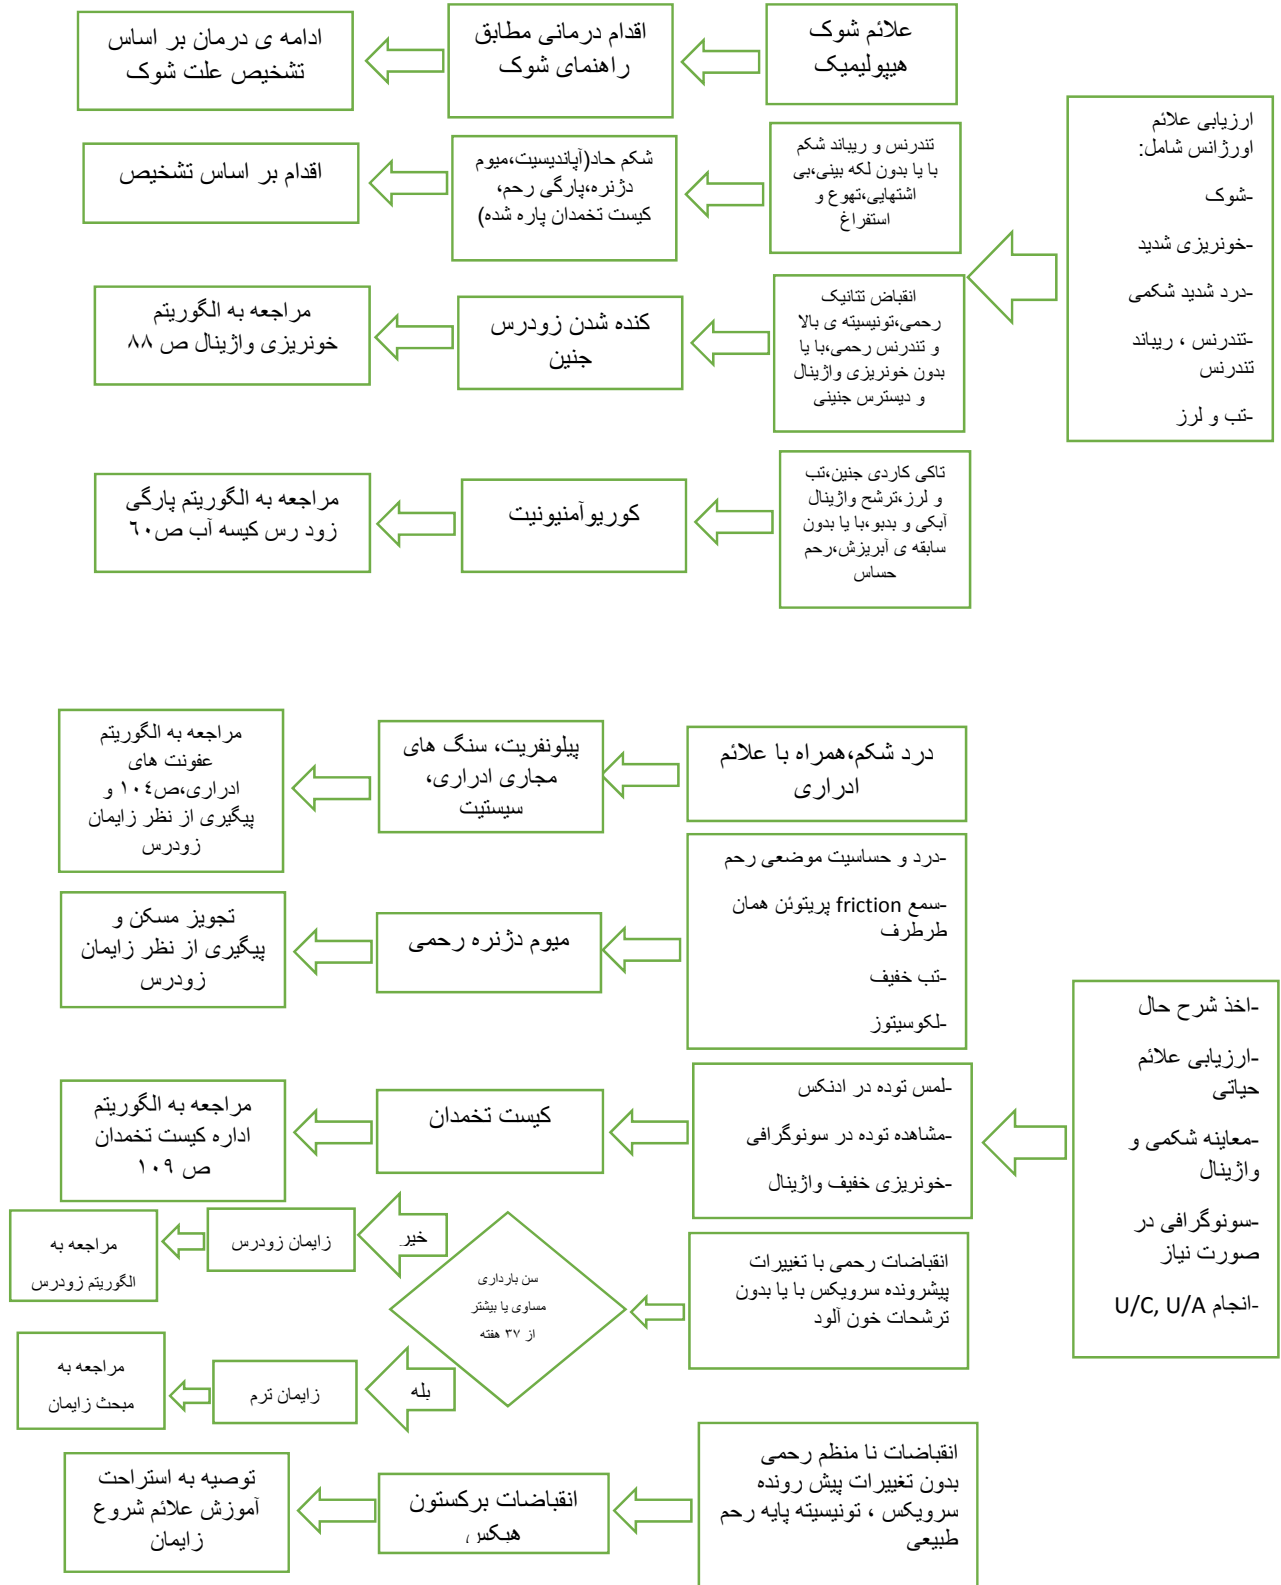 ارزیابی علائم
اورژانس شامل:
-شوک
-خونریزی شدید
-درد شدید شکمی
-تندرنس ، ریباند
تندرنس
-تب و لرز
علائم شوک
هیپولیمیک
اقدام درمانی مطابق
راهنمای شوک
ادامه ی درمان بر اساس
تشخیص علت شوک
تندرنس و ریباند شکم
با یا بدون لکه بینی،بی
اشتهایی،تهوع و
استفراغ
شکم حاد(آپاندیسیت،میوم
دژنره،پارگی رحم،
کیست تخمدان پاره شده)
اقدام بر اساس تشخیص
انقباض تتانیک
رحمی،تونیسیته ی بالا
و تندرنس رحمی،با یا
بدون خونریزی واژینال
و دیسترس جنینی
کنده شدن زودرس
جنین
مراجعه به الگوریتم
خونریزی واژینال ص ۸۸
تاکی کاردی جنین،تب
و لرز،ترشح واژینال
آبکی و بدبو،با یا بدون
سابقه ی آبریزش،رحم
حساس
کوریوآمنیونیت
مراجعه به الگوریتم پارگی
زود رس کیسه آب ص۶۰
-اخذ شرح حال
-ارزیابی علائم
حیاتی
-معاینه شکمی و
واژینال
-سونوگرافی در
صورت نیاز
-انجام U/C, U/A
درد شکم،همراه با علائم
ادراری
پیلونفریت، سنگ های
مجاری ادراری،
سیستیت
مراجعه به الگوریتم
عفونت های
ادراری،ص۱۰۴ و
پیگیری از نظر زایمان
زودرس
-درد و حساسیت موضعی رحم
-سمع friction پریتوئن همان
طرطرف
-تب خفیف
-لکوسیتوز
میوم دژنره رحمی
تجویز مسکن و
پیگیری از نظر زایمان
زودرس
-لمس توده در ادنکس
-مشاهده توده در سونوگرافی
-خونریزی خفیف واژینال
کیست تخمدان
مراجعه به الگوریتم
اداره کیست تخمدان
ص ۱۰۹
انقباضات رحمی با تغییرات
پیشرونده سرویکس با یا بدون
ترشحات خون آلود
سن بارداری
مساوی یا بیشتر
از ۳۷ هفته
خیر
زایمان زودرس
مراجعه به
الگوریتم زودرس
بله
زایمان ترم
مراجعه به
مبحث زایمان
انقباضات نا منظم رحمی
بدون تغییرات پیش رونده
سرویکس ، تونیسیته پایه رحم
طبیعی
انقباضات برکستون
هیکس
توصیه به استراحت
آموزش علائم شروع
زایمان